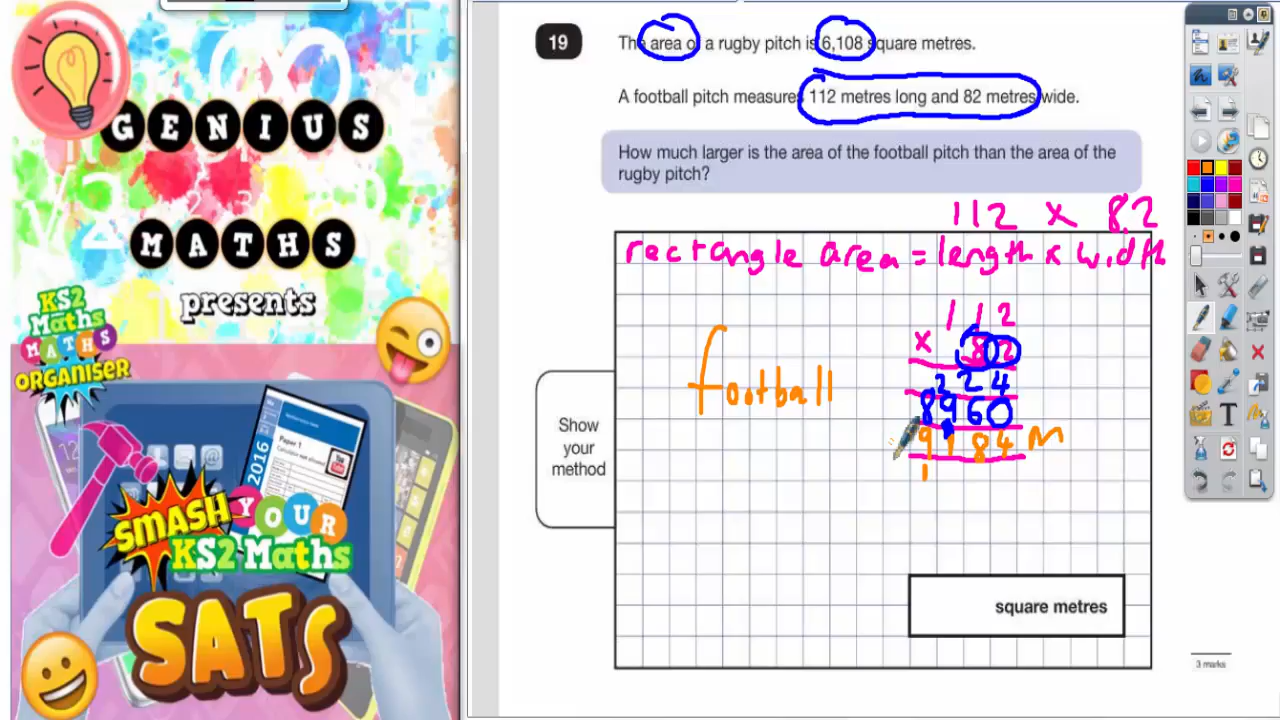 GENIUS
MATHS
presents
KS2
Maths
MATHS
ORGANISER
2016
Paper 1
SMASH YOUR
KS2 Maths
SATS
19
The area of a rugby pitch is 6,108 square metres.
A football pitch measures 112 metres long and 82 metres wide.
How much larger is the area of the football pitch than the area of the
rugby pitch?
112 x 82
rectangle area = length x width
112
x 82
224
8960
9184 m
1
football
Show
your
method
square metres
3 marks